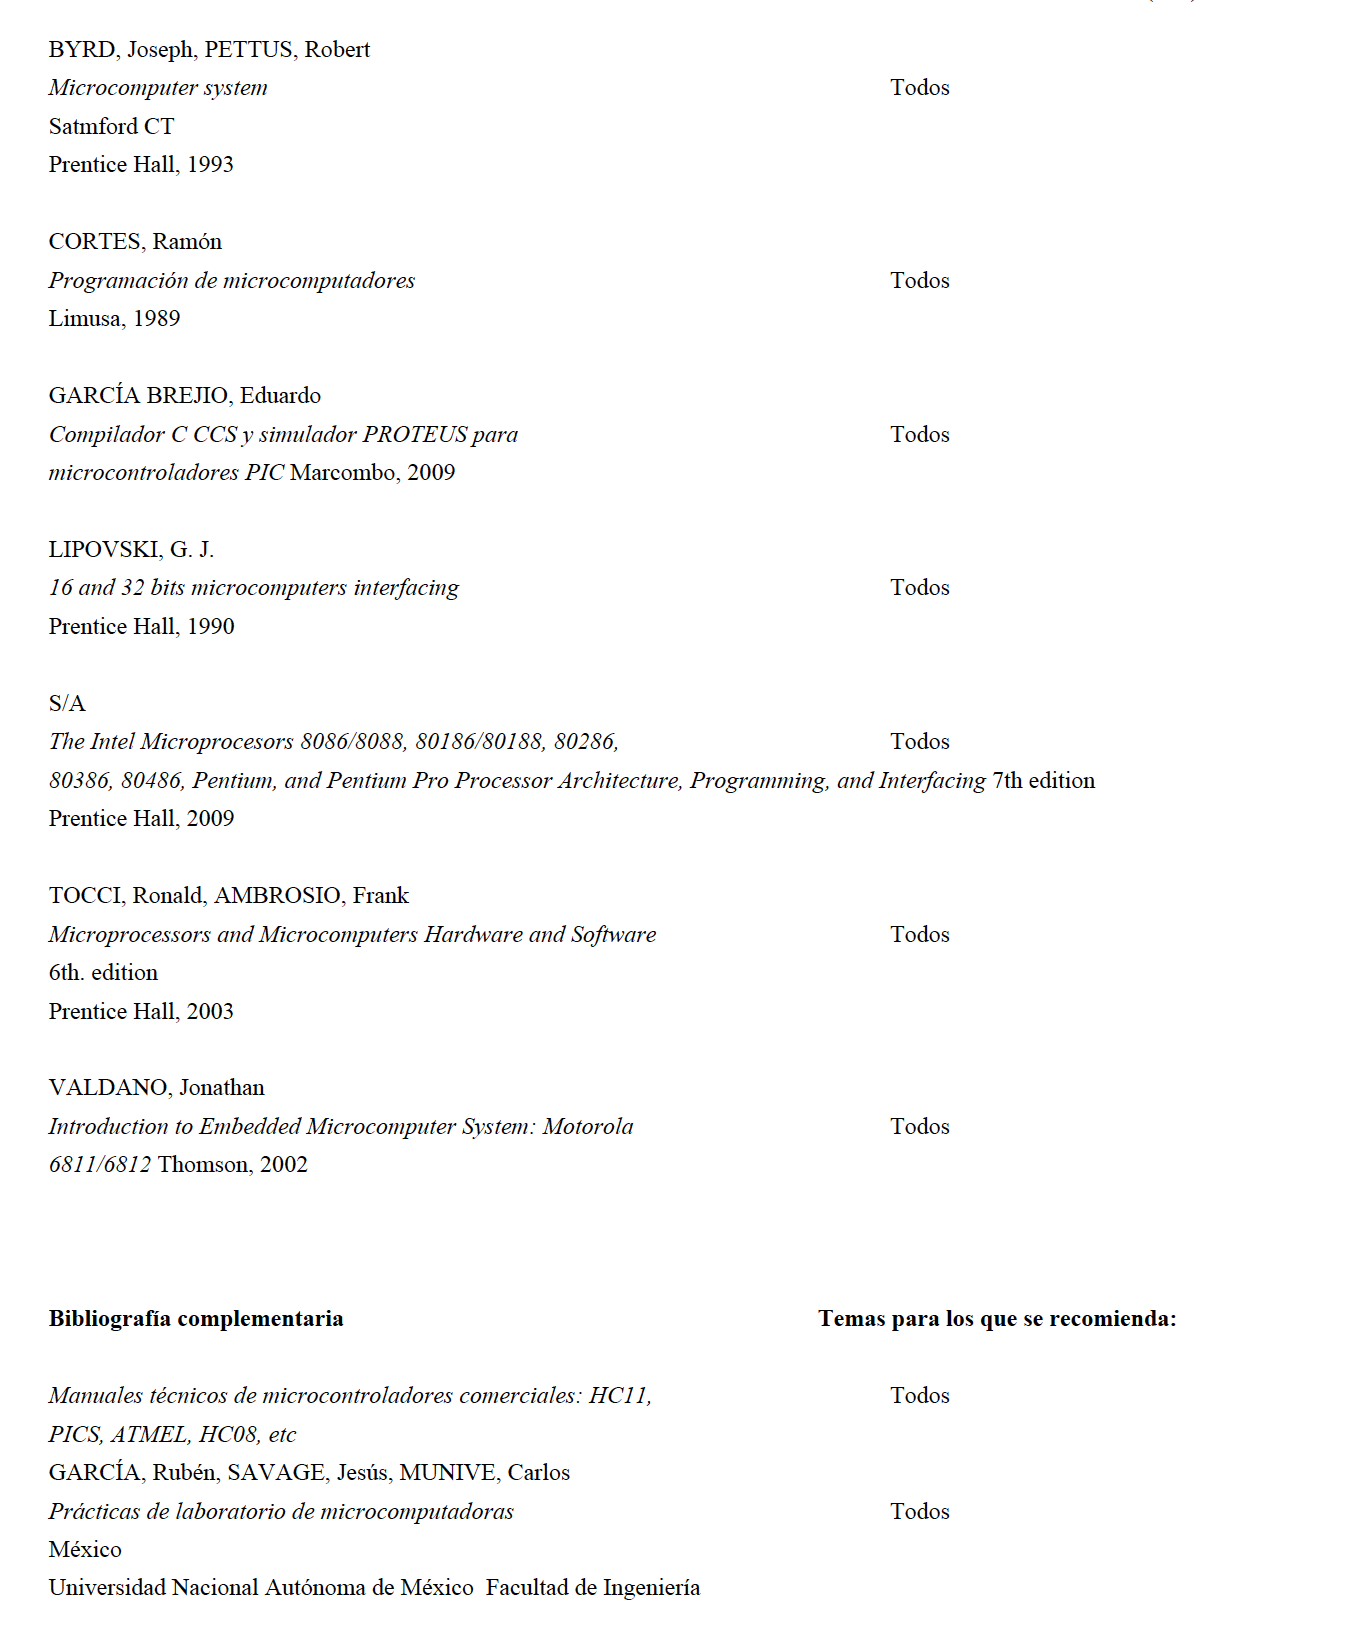 BYRD, Joseph, PETTUS, Robert
Microcomputer system Todos
Satmford CT
Prentice Hall, 1993
CORTES, Ramón
Programación de microcomputadores Todos
Limusa, 1989
GARCÍA BREJIO, Eduardo
Compilador C CCS y simulador PROTEUS para Todos
microcontroladores PIC Marcombo, 2009
LIPOVSKI, G. J.
16 and 32 bits microcomputers interfacing Todos
Prentice Hall, 1990
S/A
The Intel Microprocesors 8086/8088, 80186/80188, 80286, Todos
80386, 80486, Pentium, and Pentium Pro Processor Architecture, Programming, and Interfacing 7th edition
Prentice Hall, 2009
TOCCI, Ronald, AMBROSIO, Frank
Microprocessors and Microcomputers Hardware and Software Todos
6th. edition
Prentice Hall, 2003
VALDANO, Jonathan
Introduction to Embedded Microcomputer System: Motorola Todos
6811/6812 Thomson, 2002
Bibliografía complementaria Temas para los que se recomienda:
Manuales técnicos de microcontroladores comerciales: HC11, Todos
PICS, ATMEL, HC08, etc
GARCÍA, Rubén, SAVAGE, Jesús, MUNIVE, Carlos
Prácticas de laboratorio de microcomputadoras Todos
México
Universidad Nacional Autónoma de México Facultad de Ingeniería